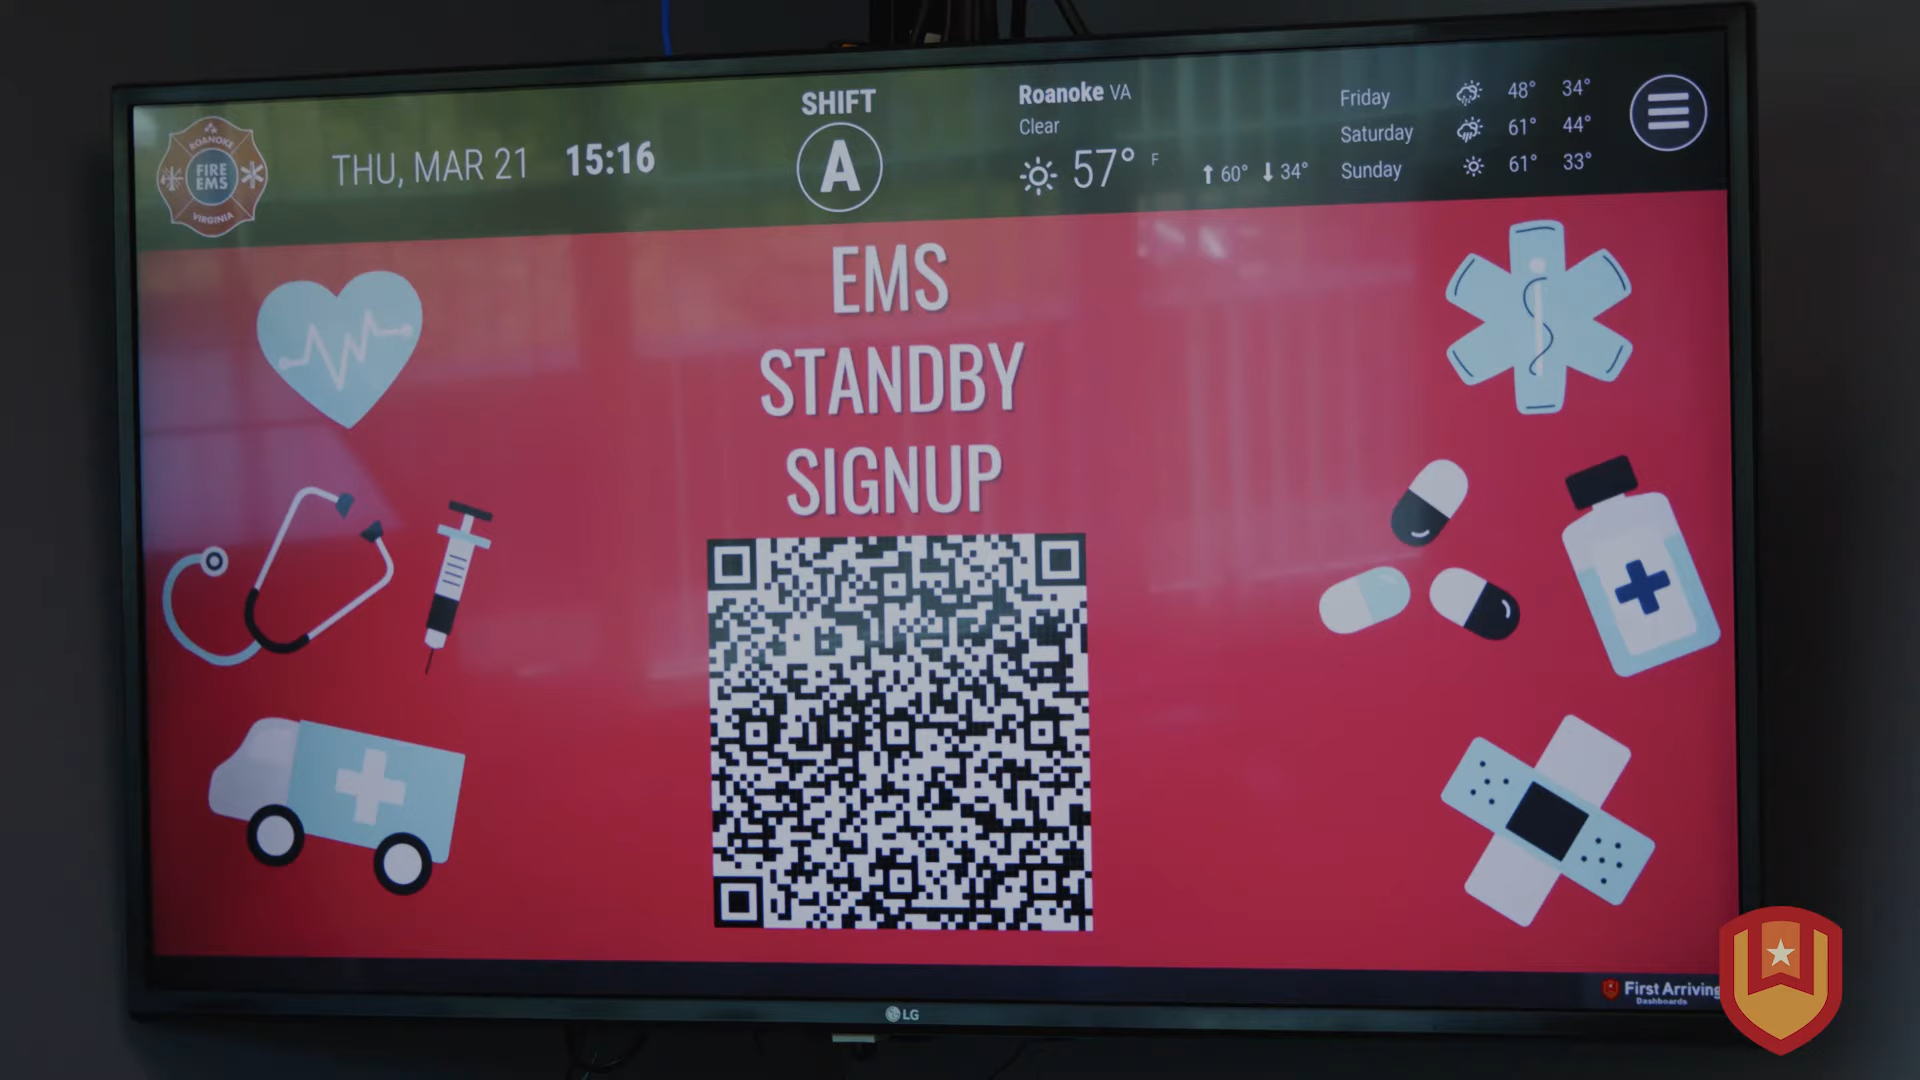 ROANOKE
FIRE
EMS
VIRGINIA
THU, MAR 21 15:16
SHIFT
A
Roanoke VA
Clear
57° F
60° 34°
Friday 48° 34°
Saturday 61° 44°
Sunday 61° 33°
EMS
STANDBY
SIGNUP
First Arriving
Dashboards
LG